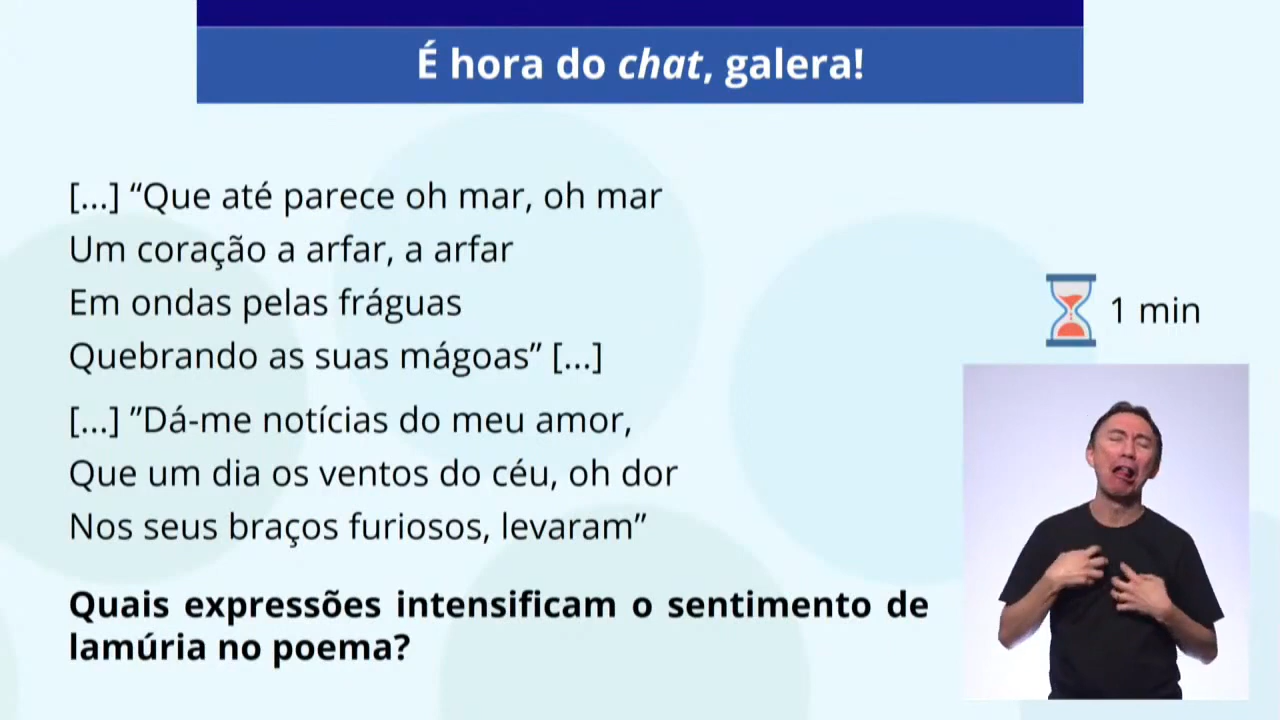 É hora do chat, galera!
[...] “Que até parece oh mar, oh mar
Um coração a arfar, a arfar
Em ondas pelas fráguas
Quebrando as suas mágoas” [...]
1 min
[...] ”Dá-me notícias do meu amor,
Que um dia os ventos do céu, oh dor
Nos seus braços furiosos, levaram”
Quais expressões intensificam o sentimento de
lamúria no poema?